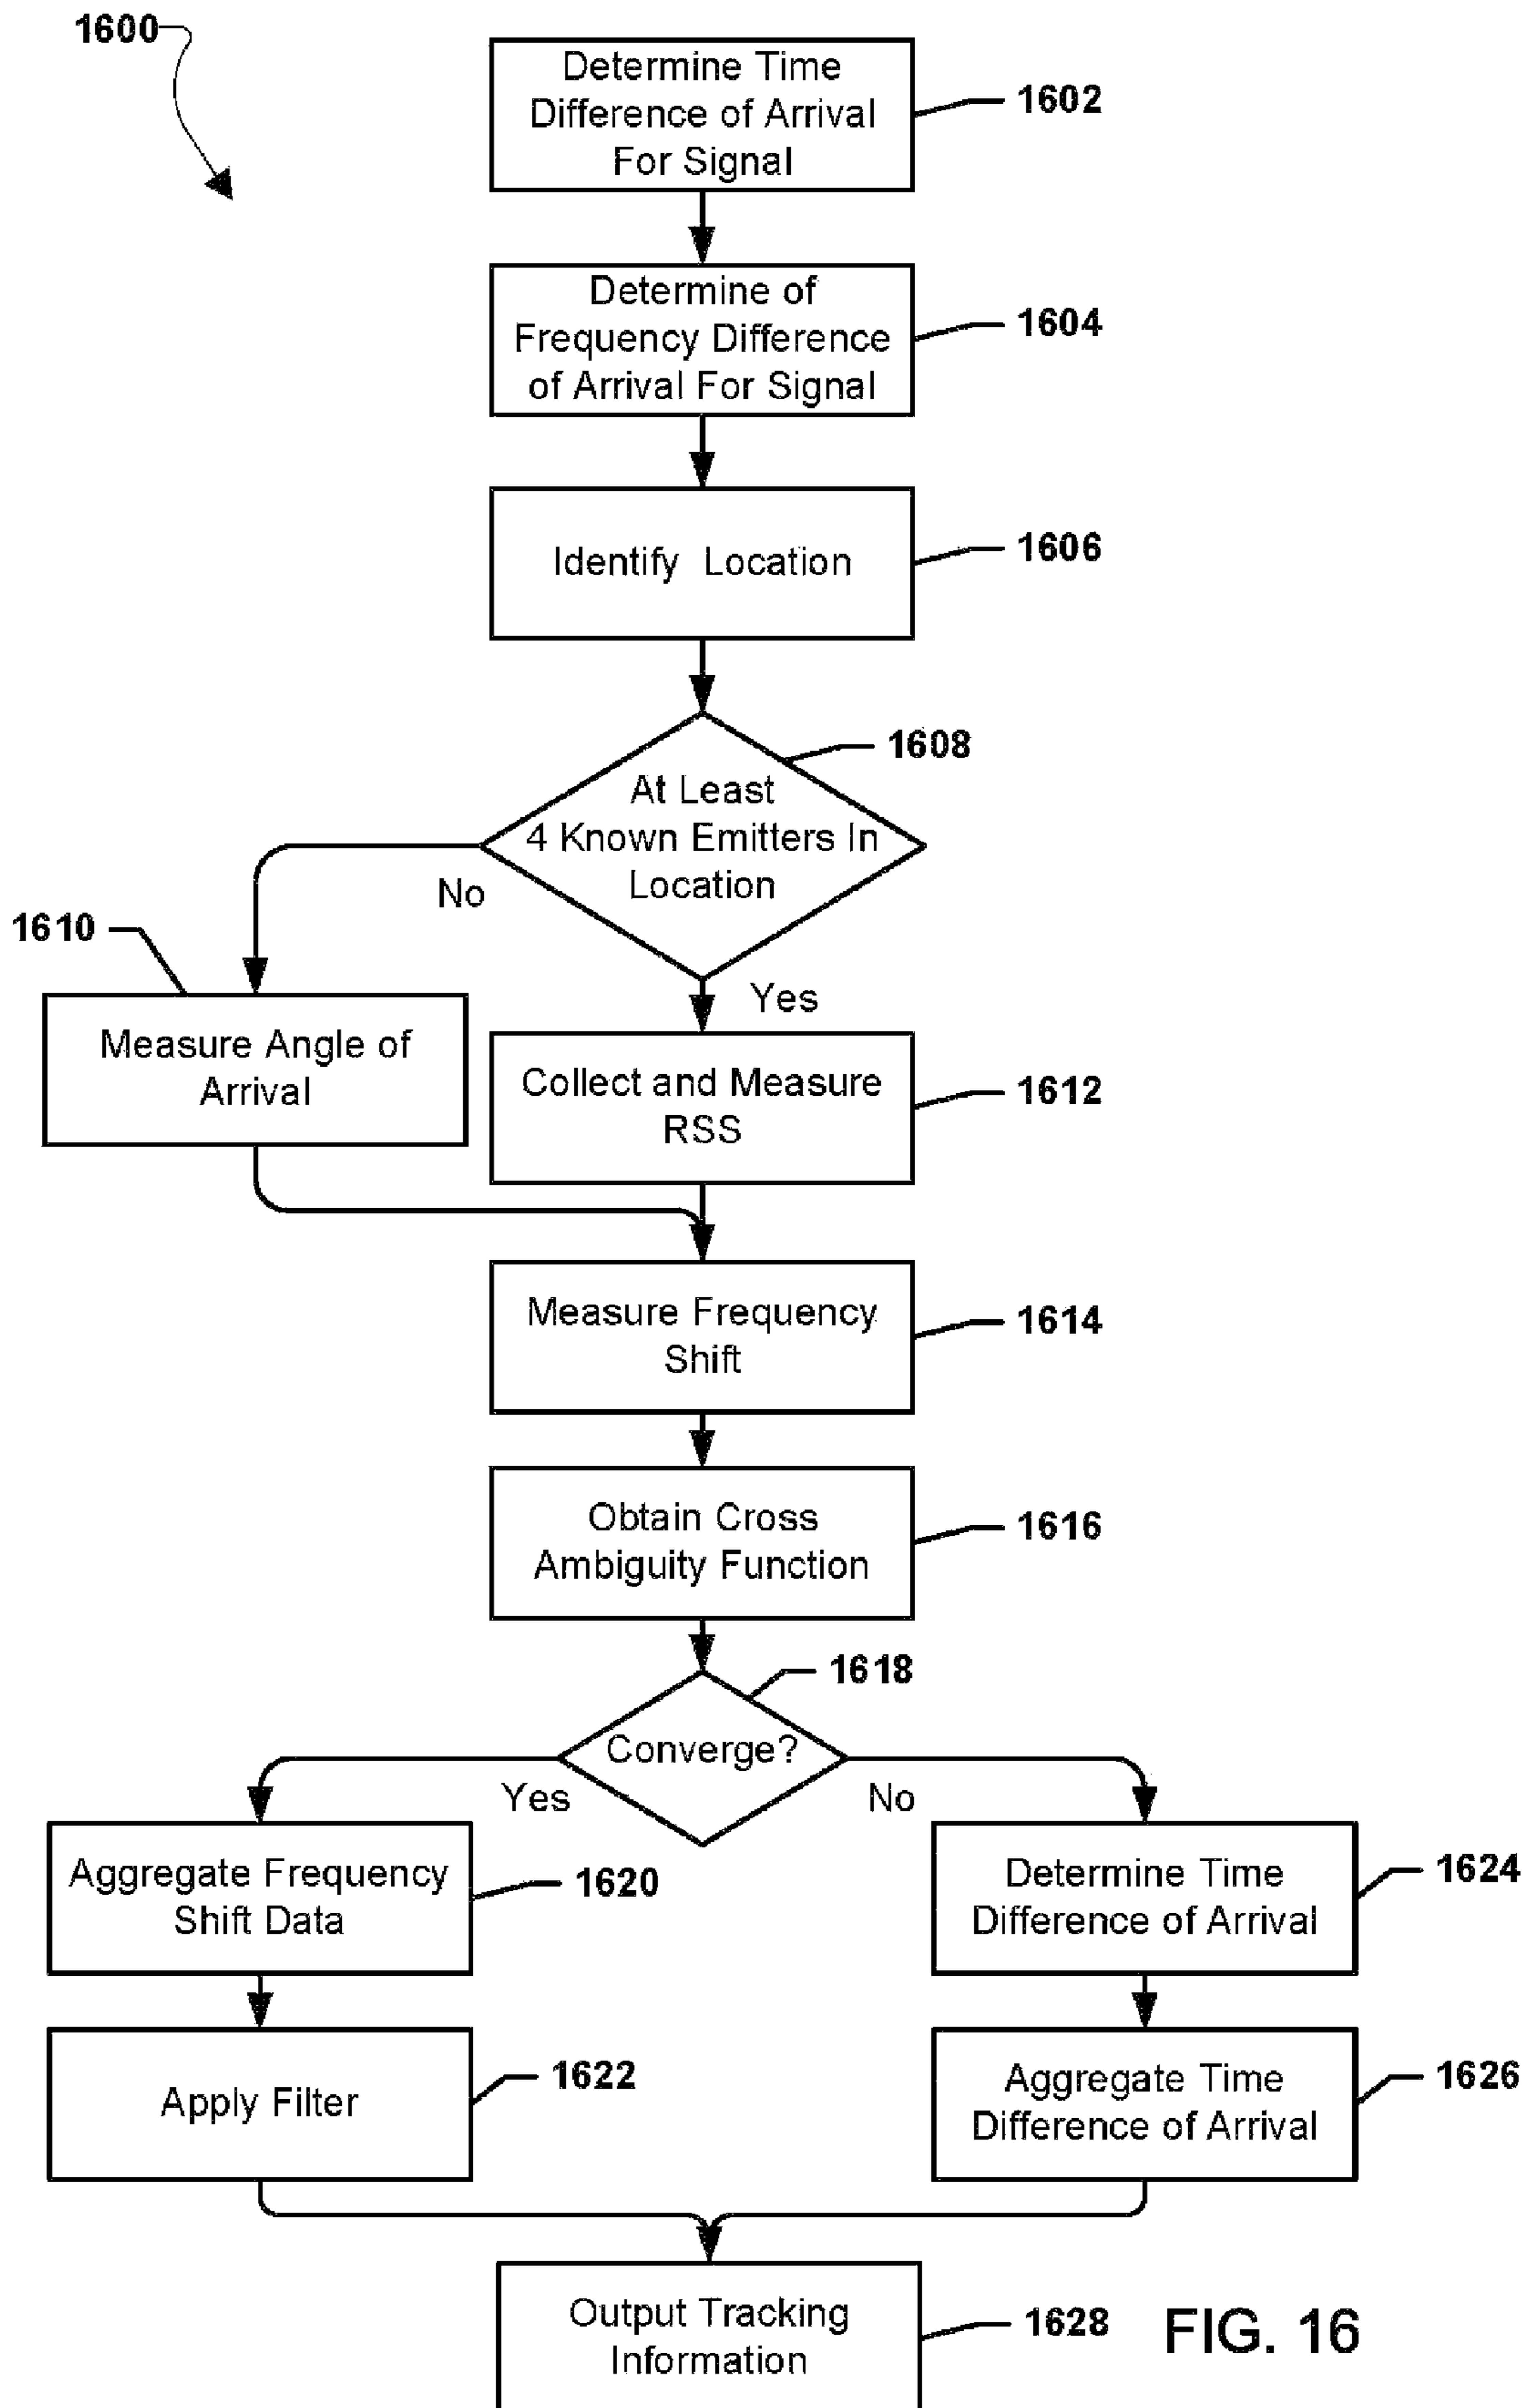 1600
Determine Time
Difference of Arrival
For Signal
1602
Determine of
Frequency Difference
of Arrival For Signal
1604
Identify Location
1606
1608
At Least
4 Known Emitters In
Location
No
Yes
1610
Measure Angle of
Arrival
Collect and Measure
RSS
1612
Measure Frequency
Shift
1614
Obtain Cross
Ambiguity Function
1616
1618
Converge?
Yes
No
Aggregate Frequency
Shift Data
1620
Determine Time
Difference of Arrival
1624
Apply Filter
1622
Aggregate Time
Difference of Arrival
1626
Output Tracking
Information
1628
FIG. 16